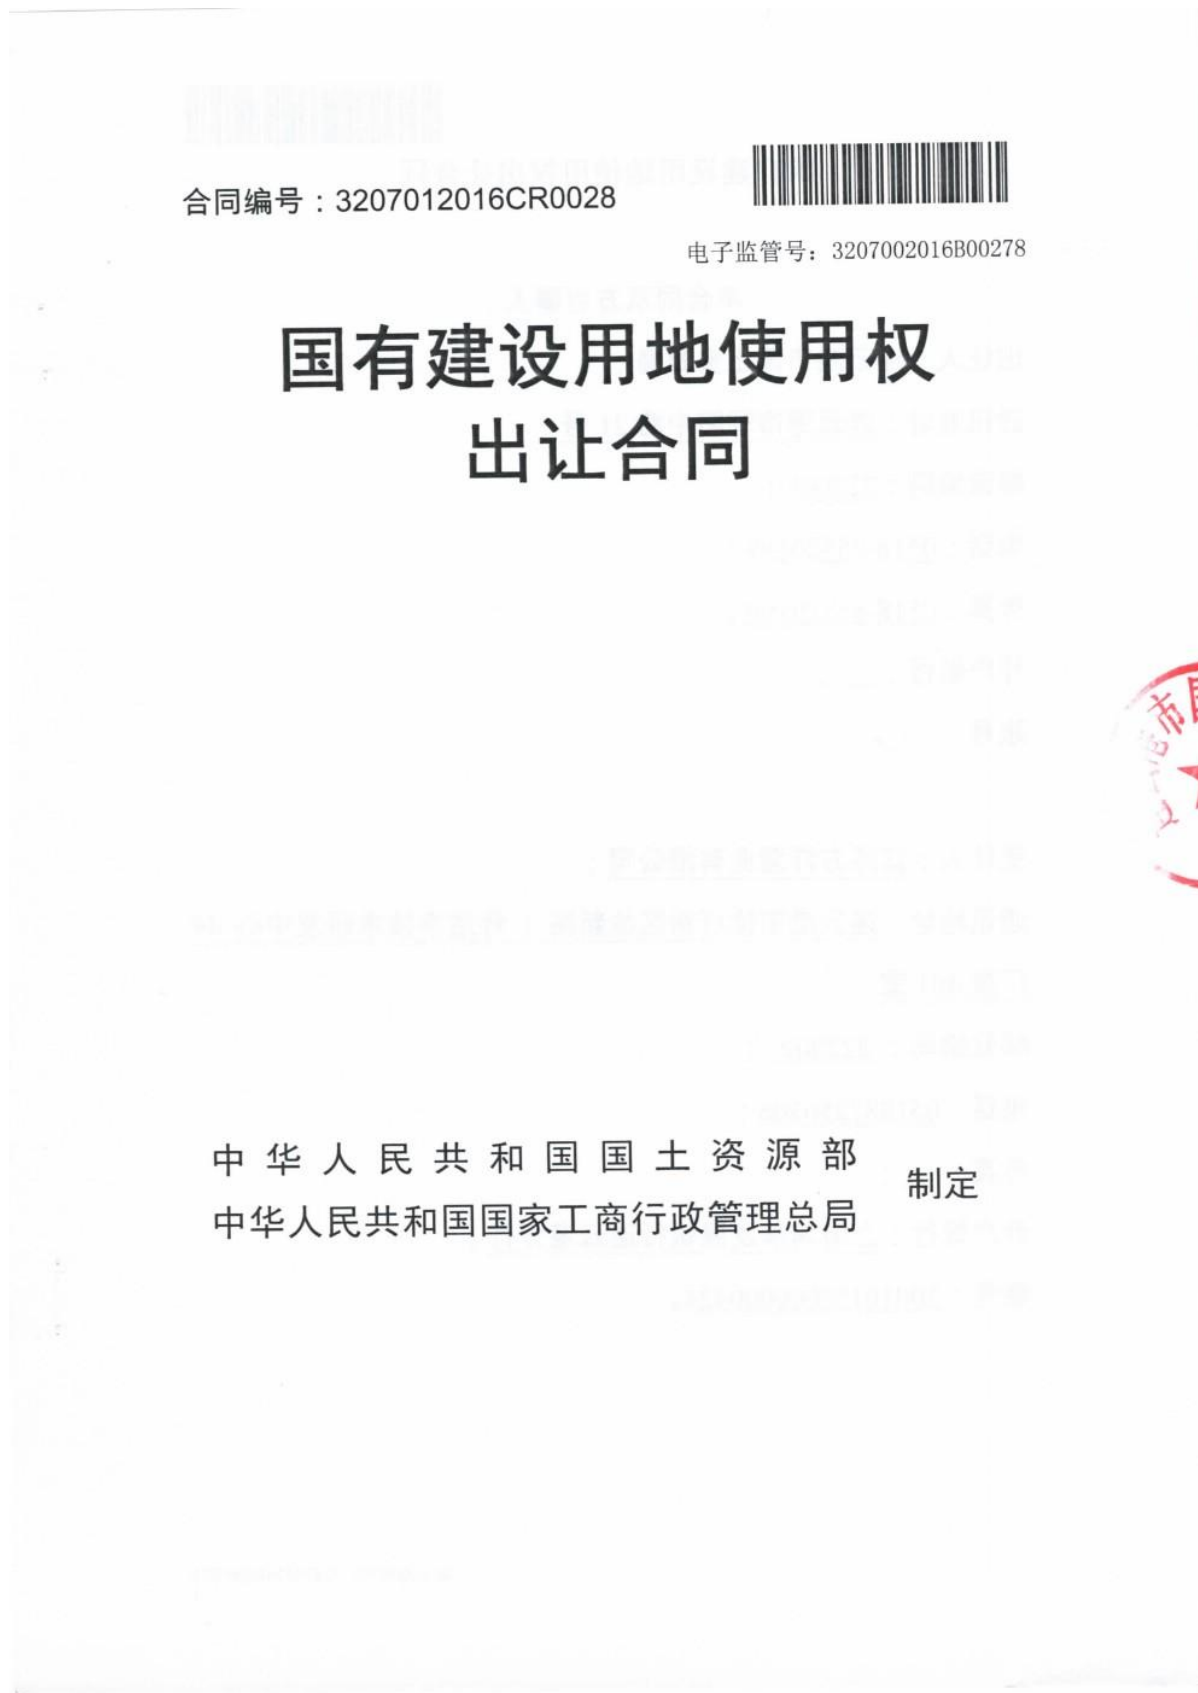 合同编号：3207012016CR0028
电子监管号：3207002016B00278
国有建设用地使用权
出让合同
市国
中华人民共和国国土资源部
中华人民共和国国家工商行政管理总局
制定